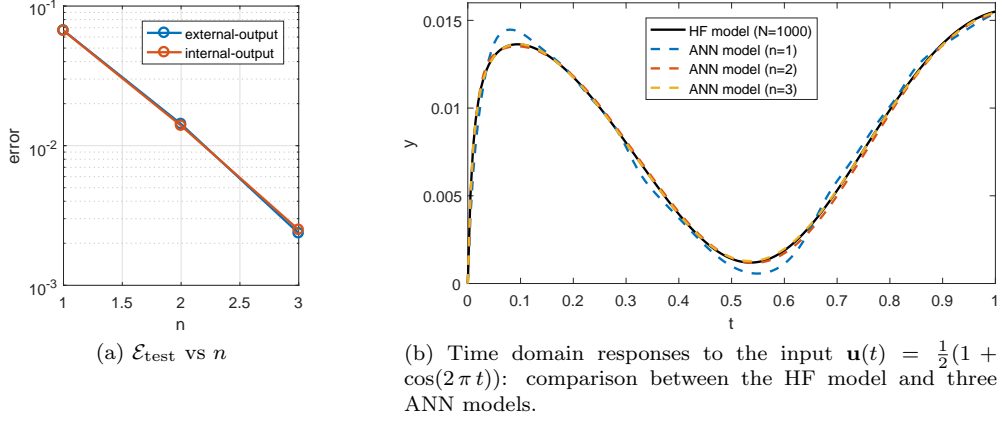 10^-1
10^-2
10^-3
error
external-output
internal-output
1
1.5
2
2.5
3
n
(a) ℰ_test vs n
0.015
0.01
0.005
0
y
HF model (N=1000)
ANN model (n=1)
ANN model (n=2)
ANN model (n=3)
0
0.1
0.2
0.3
0.4
0.5
0.6
0.7
0.8
0.9
1
t
(b) Time domain responses to the input u(t) = 1/2(1 +
cos(2 π t)): comparison between the HF model and three
ANN models.